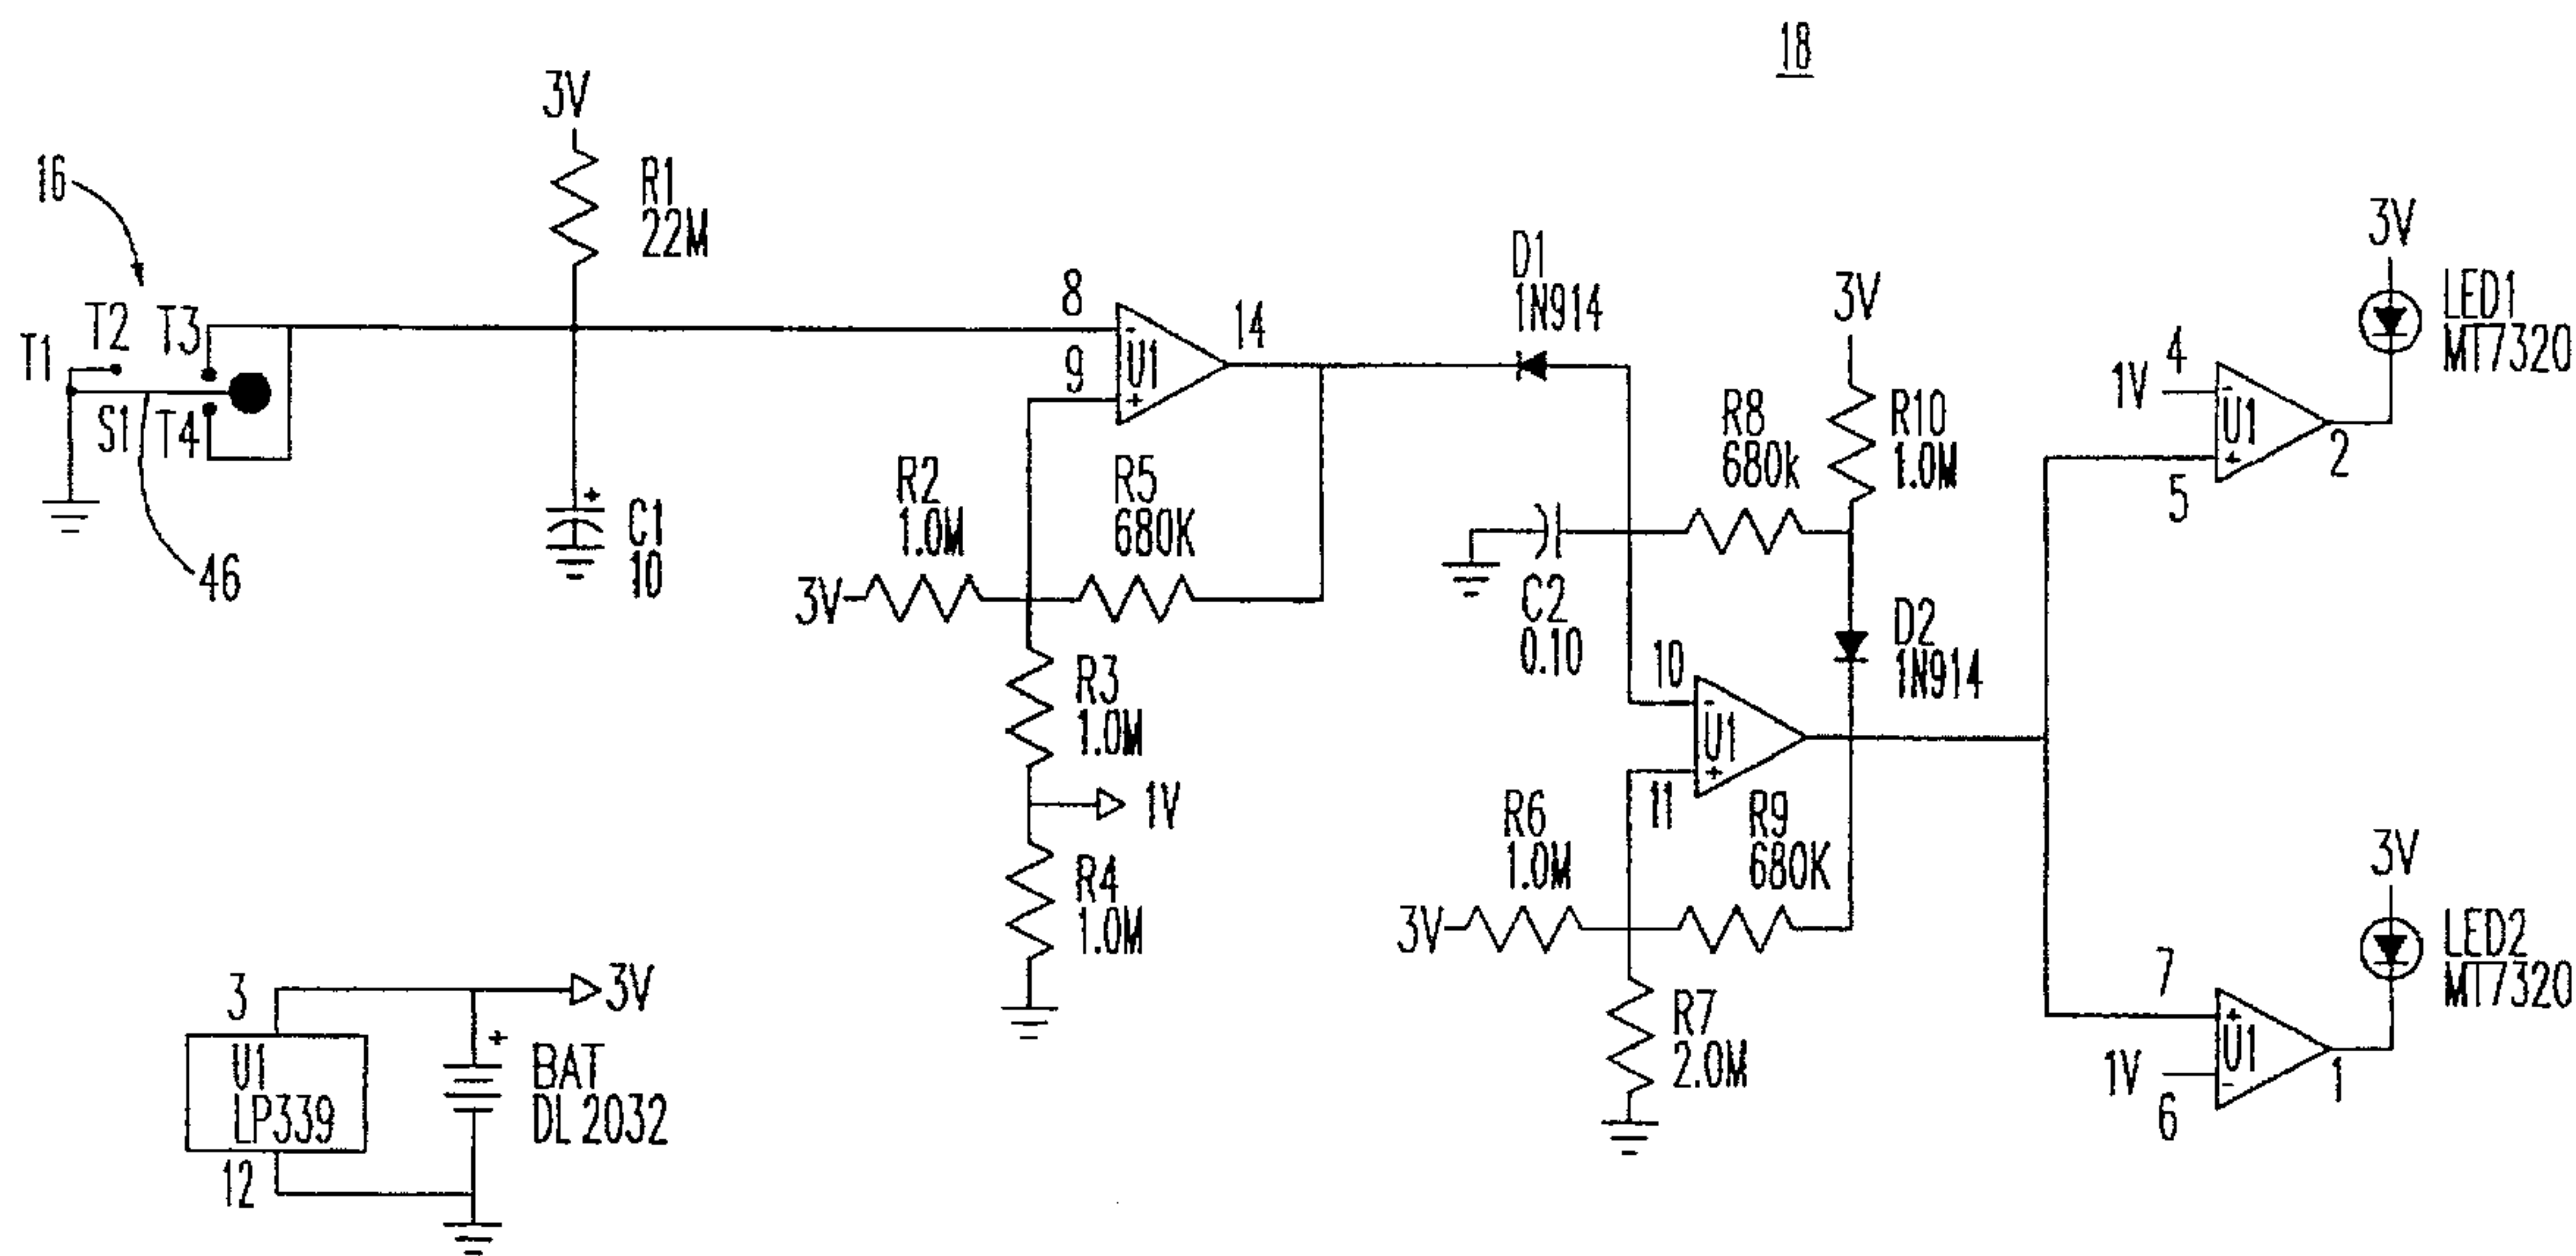 18
3V
R1
22M
16
T1
T2
T3
S1
T4
46
C1
10
+
8
9
-
U1
+
14
R2
1.0M
R5
680K
3V
R3
1.0M
1V
R4
1.0M
D1
1N914
3V
R8
680k
R10
1.0M
C2
0.10
D2
1N914
10
-
U1
+
11
R6
1.0M
R9
680K
3V
R7
2.0M
3V
LED1
MT7320
4
1V
-
U1
+
5
2
3V
LED2
MT7320
7
1V
+
U1
-
6
1
3
3V
U1
LP339
12
+
BAT
DL 2032